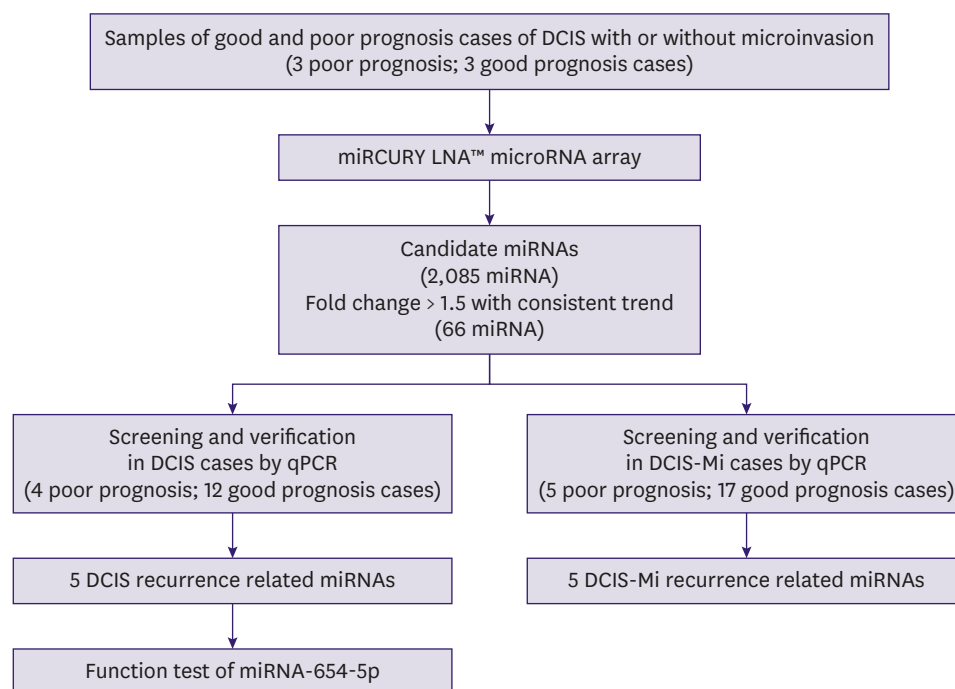 Samples of good and poor prognosis cases of DCIS with or without microinvasion
(3 poor prognosis; 3 good prognosis cases)
miRCURY LNA™ microRNA array
Candidate miRNAs
(2,085 miRNA)
Fold change > 1.5 with consistent trend
(66 miRNA)
Screening and verification
in DCIS cases by qPCR
(4 poor prognosis; 12 good prognosis cases)
Screening and verification
in DCIS-Mi cases by qPCR
(5 poor prognosis; 17 good prognosis cases)
5 DCIS recurrence related miRNAs
5 DCIS-Mi recurrence related miRNAs
Function test of miRNA-654-5p